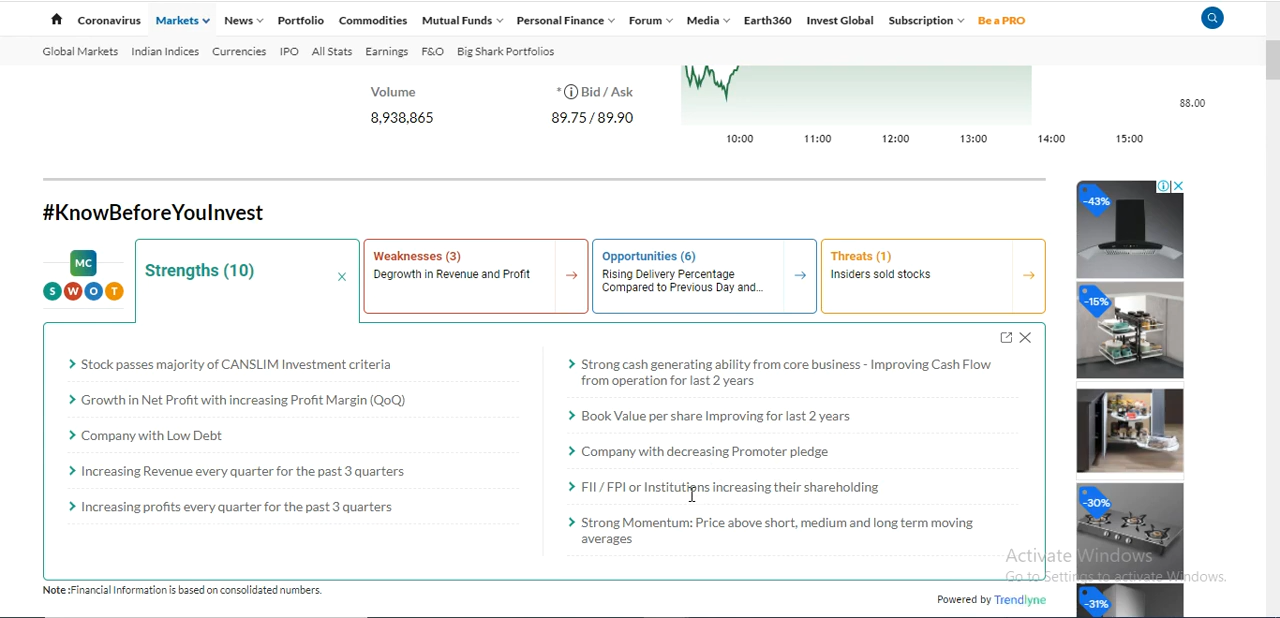 Coronavirus Markets News Portfolio Commodities Mutual Funds Personal Finance Forum Media Earth360 Invest Global Subscription Be a PRO
Global Markets Indian Indices Currencies IPO All Stats Earnings F&O Big Shark Portfolios
Volume
8,938,865
* Bid / Ask
89.75 / 89.90
88.00
10:00 11:00 12:00 13:00 14:00 15:00
#KnowBeforeYouInvest
MC
S W O T
Strengths (10)
Weaknesses (3)
Degrowth in Revenue and Profit
Opportunities (6)
Rising Delivery Percentage
Compared to Previous Day and...
Threats (1)
Insiders sold stocks
Stock passes majority of CANSLIM Investment criteria
Growth in Net Profit with increasing Profit Margin (QoQ)
Company with Low Debt
Increasing Revenue every quarter for the past 3 quarters
Increasing profits every quarter for the past 3 quarters
Strong cash generating ability from core business - Improving Cash Flow
from operation for last 2 years
Book Value per share Improving for last 2 years
Company with decreasing Promoter pledge
FII / FPI or Institutions increasing their shareholding
Strong Momentum: Price above short, medium and long term moving
averages
Note :Financial Information is based on consolidated numbers.
Powered by Trendlyne
-43%
-15%
-30%
-31%
Activate Windows
Go to Settings to activate Windows.